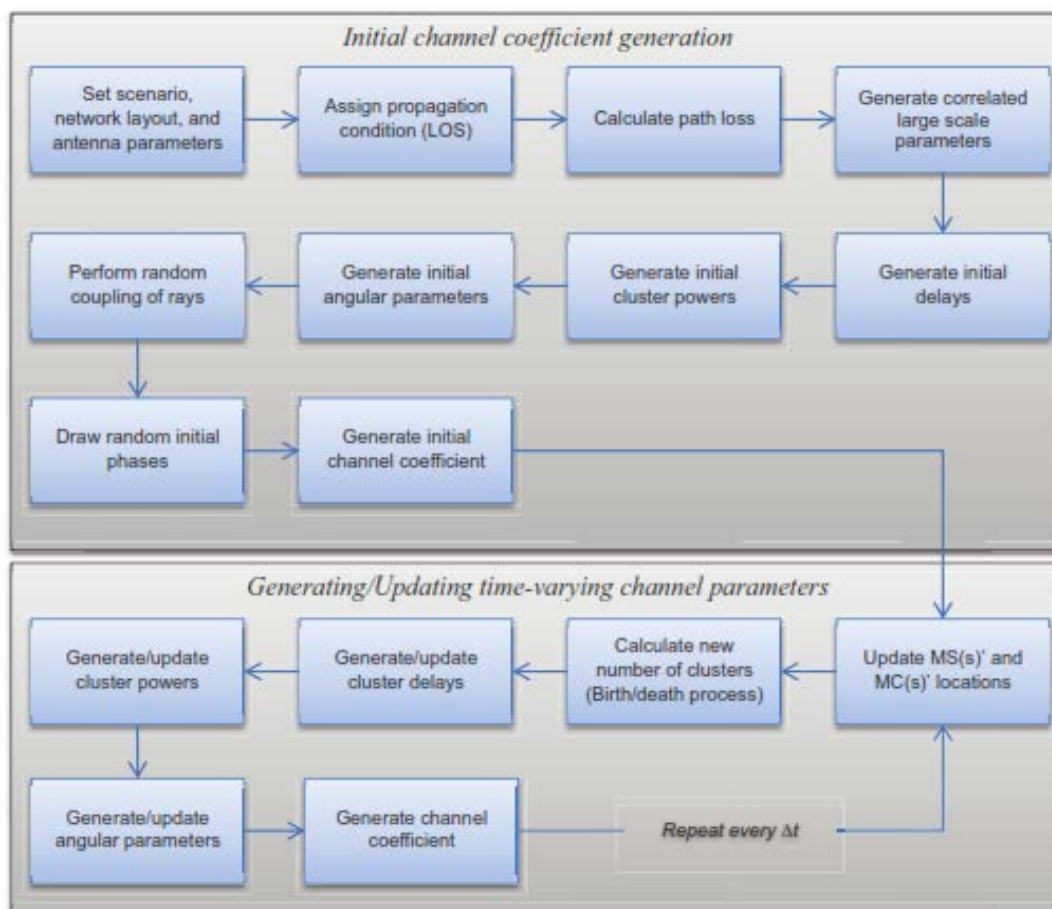 Initial channel coefficient generation
Set scenario,
network layout, and
antenna parameters
Assign propagation
condition (LOS)
Calculate path loss
Generate correlated
large scale
parameters
Generate initial
delays
Generate initial
cluster powers
Generate initial
angular parameters
Perform random
coupling of rays
Draw random initial
phases
Generate initial
channel coefficient
Generating/Updating time-varying channel parameters
Update MS(s)' and
MC(s)' locations
Calculate new
number of clusters
(Birth/death process)
Generate/update
cluster delays
Generate/update
cluster powers
Generate/update
angular parameters
Generate channel
coefficient
Repeat every Δt